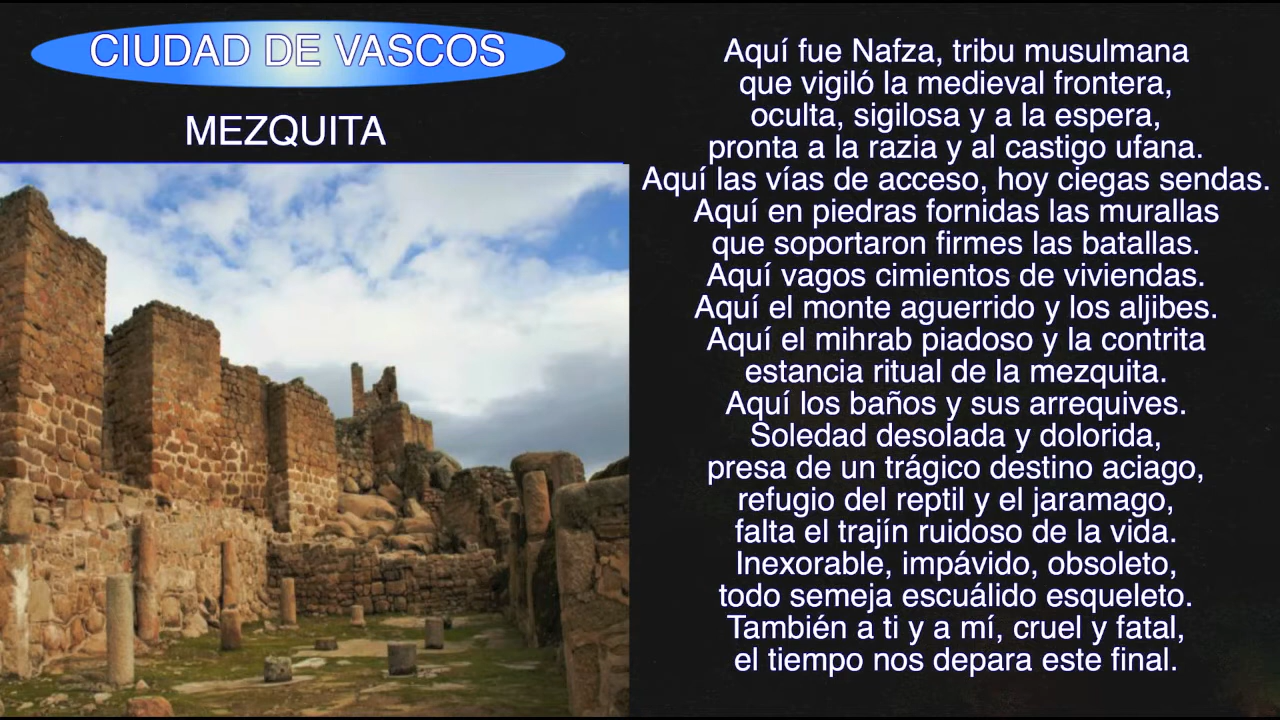 CIUDAD DE VASCOS
MEZQUITA
Aquí fue Nafza, tribu musulmana
que vigiló la medieval frontera,
oculta, sigilosa y a la espera,
pronta a la razia y al castigo ufana.
Aquí las vías de acceso, hoy ciegas sendas.
Aquí en piedras fornidas las murallas
que soportaron firmes las batallas.
Aquí vagos cimientos de viviendas.
Aquí el monte aguerrido y los aljibes.
Aquí el mihrab piadoso y la contrita
estancia ritual de la mezquita.
Aquí los baños y sus arrequives.
Soledad desolada y dolorida,
presa de un trágico destino aciago,
refugio del reptil y el jaramago,
falta el trajín ruidoso de la vida.
Inexorable, impávido, obsoleto,
todo semeja escuálido esqueleto.
También a ti y a mí, cruel y fatal,
el tiempo nos depara este final.